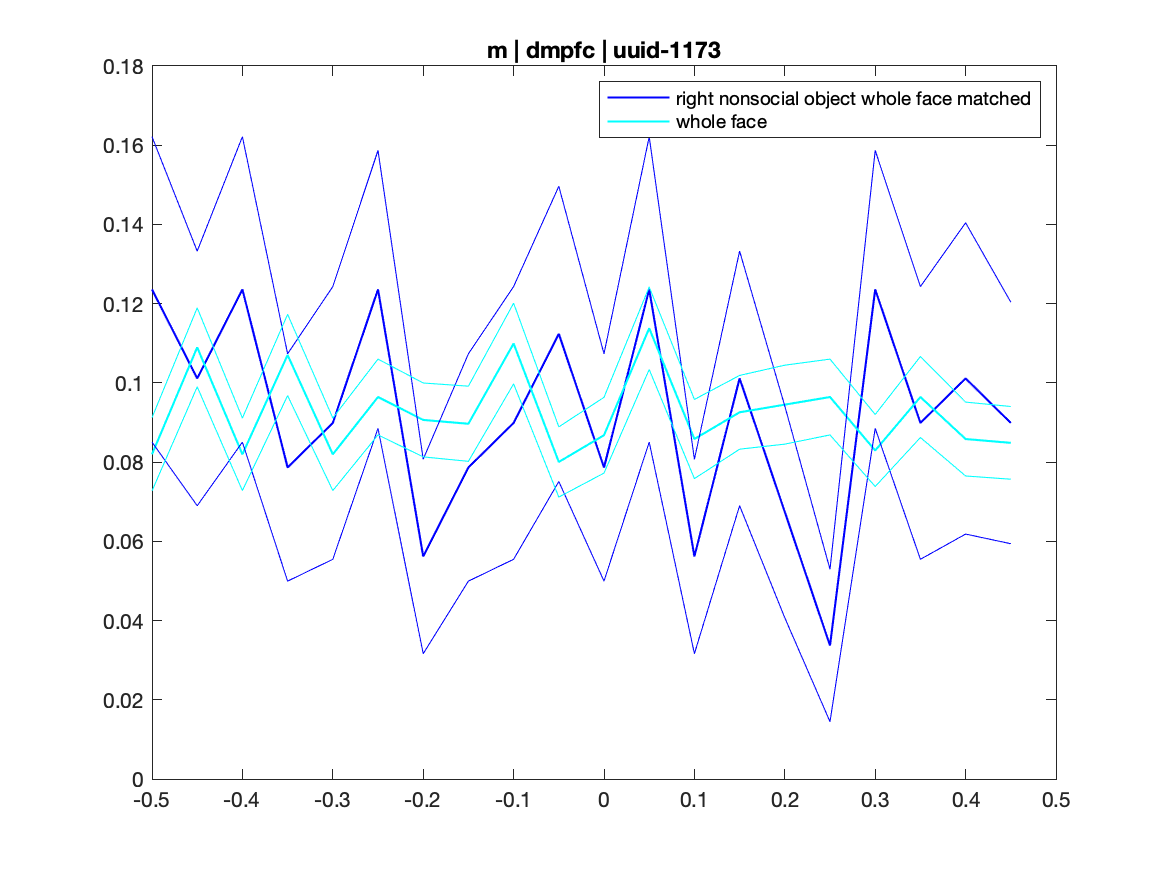 m | dmpfc | uuid-1173
0.18
right nonsocial object whole face matched
whole face
0.16
0.14
0.12
0.1
0.08
0.06
0.04
0.02
0
-0.5 -0.4 -0.3 -0.2 -0.1 0 0.1 0.2 0.3 0.4 0.5